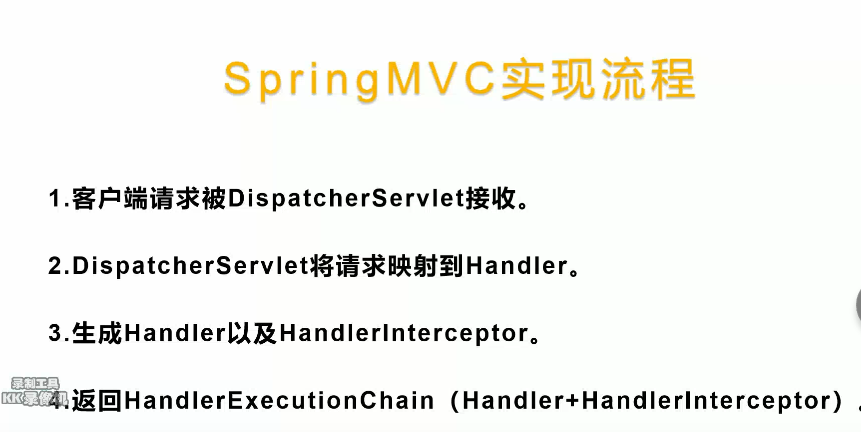 SpringMVC实现流程
1.客户端请求被DispatcherServlet接收。
2.DispatcherServlet将请求映射到Handler。
3.生成Handler以及HandlerInterceptor。
录制工具
KK录像机
4.返回HandlerExecutionChain（Handler+HandlerInterceptor）.